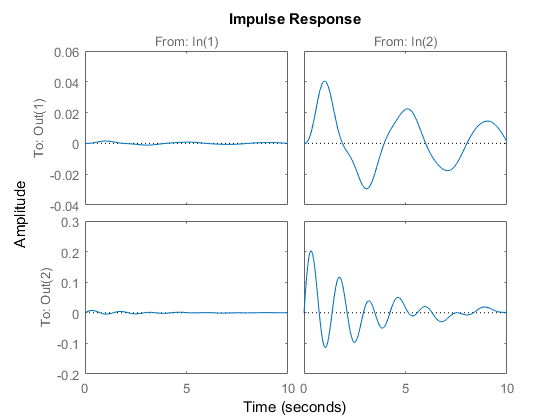 Impulse Response
From: In(1)
From: In(2)
Amplitude
To: Out(1)
0.06
0.04
0.02
0
-0.02
-0.04
To: Out(2)
0.3
0.2
0.1
0
-0.1
-0.2
0
5
10
0
5
10
Time (seconds)